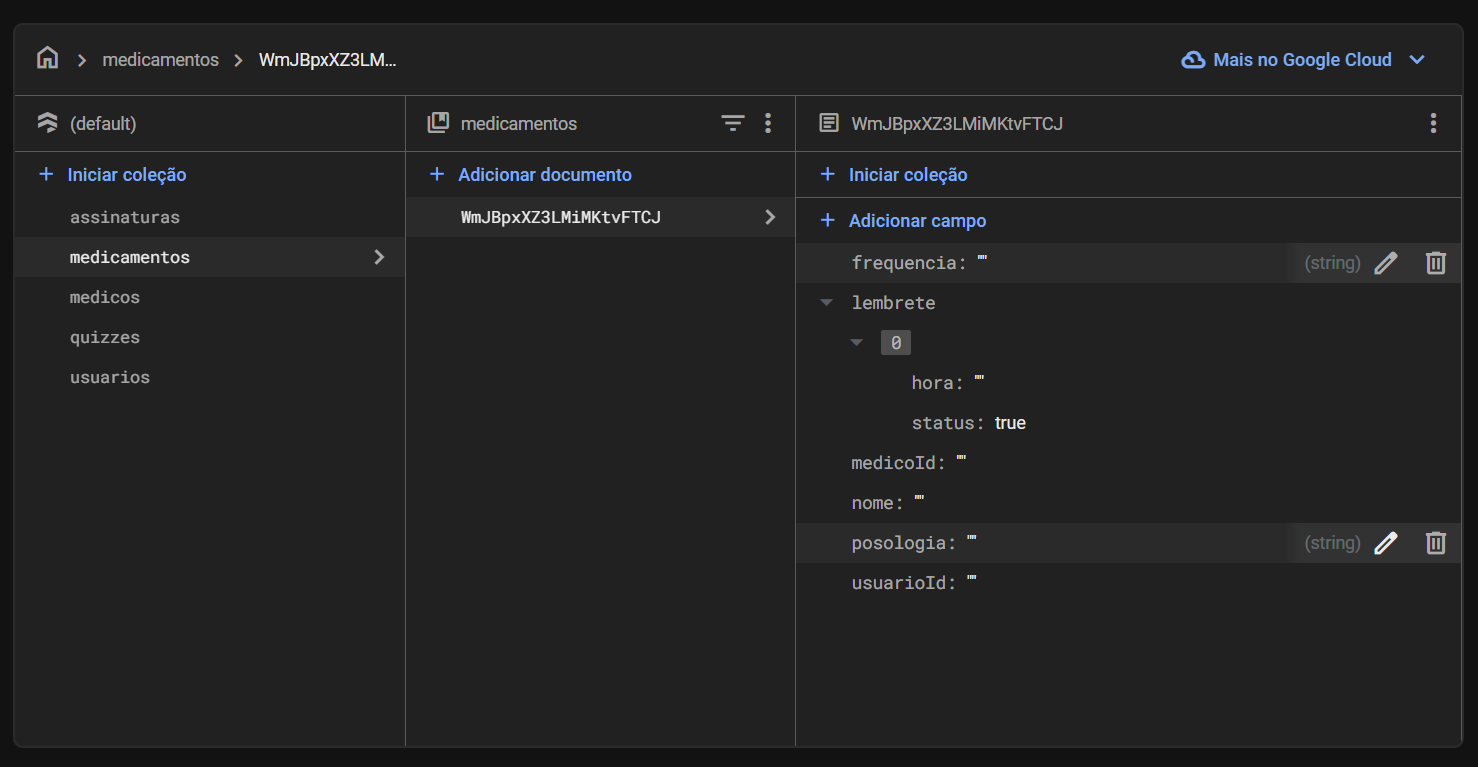 medicamentos > WmJBpxXZ3LM...
Mais no Google Cloud
(default)
Iniciar coleção
assinaturas
medicamentos
medicos
quizzes
usuarios
medicamentos
Adicionar documento
WmJBpxXZ3LMiMKtvFTCJ
WmJBpxXZ3LMiMKtvFTCJ
Iniciar coleção
Adicionar campo
frequencia: "" (string)
lembrete
0
hora: ""
status: true
medicoId: ""
nome: ""
posologia: "" (string)
usuarioId: ""